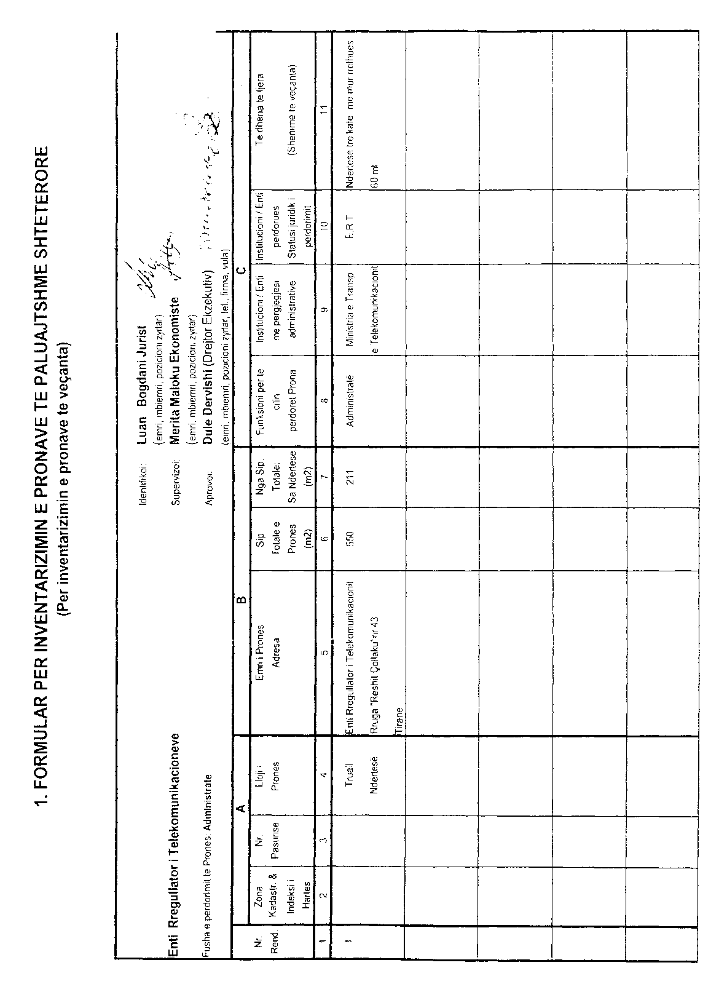 1. FORMULAR PER INVENTARIZIMIN E PRONAVE TE PALUAJTSHME SHTETERORE
(Per inventarizimin e pronave te veçanta)
Identifikoi: Luan Bogdani Jurist
(emri, mbiemri, pozicioni zyrtar)
Enti Rregullator i Telekomunikacioneve
Supervizoi: Merita Maloku Ekonomiste
(emri, mbiemri, pozicioni zyrtar)
Fusha e perdorimit te Prones: Administrate
Aprovoi: Dule Dervishi (Drejtor Ekzekutiv)
(emri, mbiemri, pozicioni zyrtar, tel., firma, vula)
A B C
Nr.
Rend.
Zona
Kadastr. &
Indeksi i
Hartes
Nr.
Pasurise
Lloji i
Prones
Emri i Prones
Adresa
Sip
Totale e
Prones
(m2)
Nga Sip.
Totale:
Sa Ndertese
(m2)
Funksioni per te
cilin
perdoret Prona
Institucioni / Enti
me pergjegjesi
administrative
Institucioni / Enti
perdorues
Statusi juridik i
perdorimit
Te dhena te tjera
(Shenime te veçanta)
1 2 3 4 5 6 7 8 9 10 11
1
Truall
Ndërtesë
Enti Rregullator i Telekomunikacionit
Rruga "Reshit Çollaku" nr 43
Tirane
550
211
Administratë
Ministria e Transp
e Telekomunikacionit
E.R.T
Ndertese tre kate me mur rrethues
60 ml